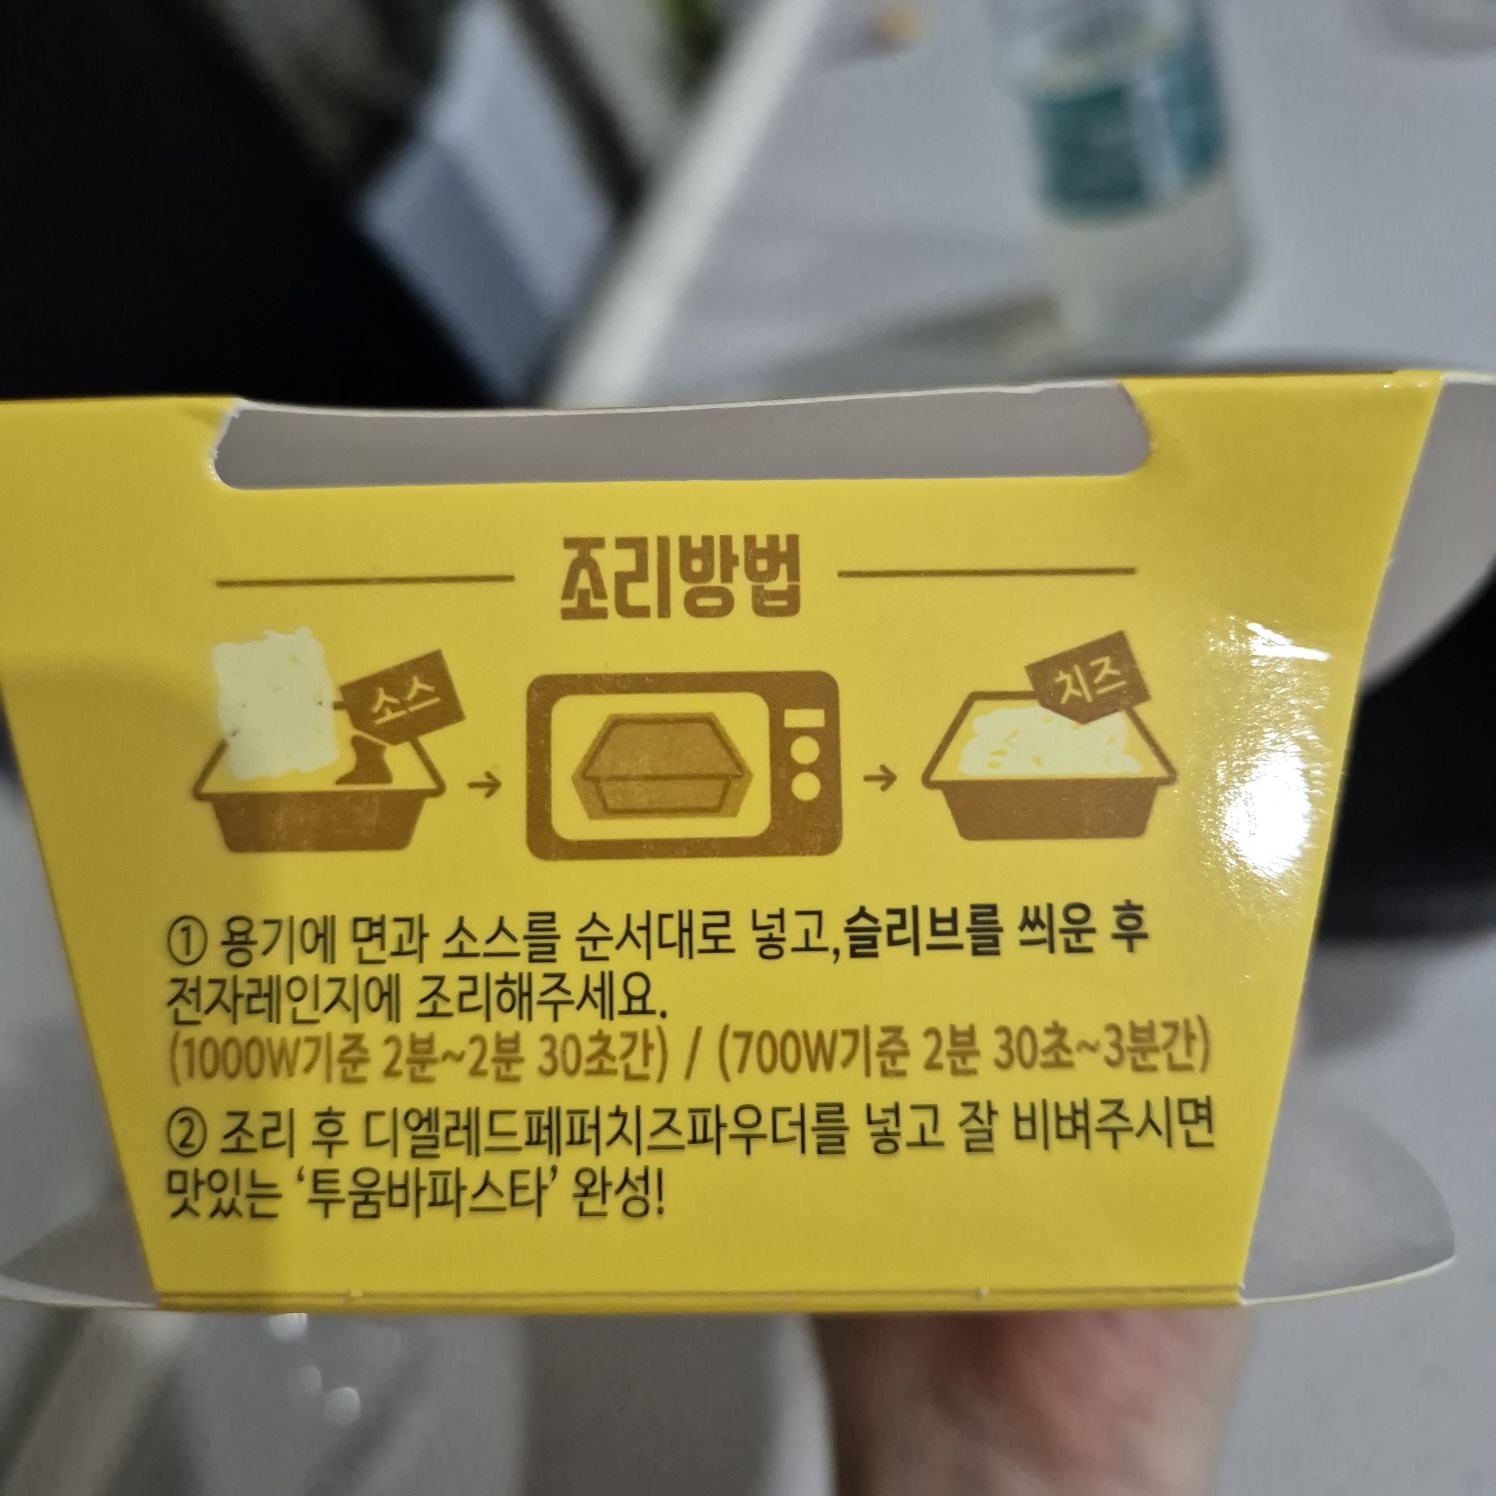 조리방법
소스
치즈
① 용기에 면과 소스를 순서대로 넣고,슬리브를 씌운 후
전자레인지에 조리해주세요.
(1000W기준 2분~2분 30초간) / (700W기준 2분 30초~3분간)
② 조리 후 디엘레드페퍼치즈파우더를 넣고 잘 비벼주시면
맛있는 ‘투움바파스타’ 완성!